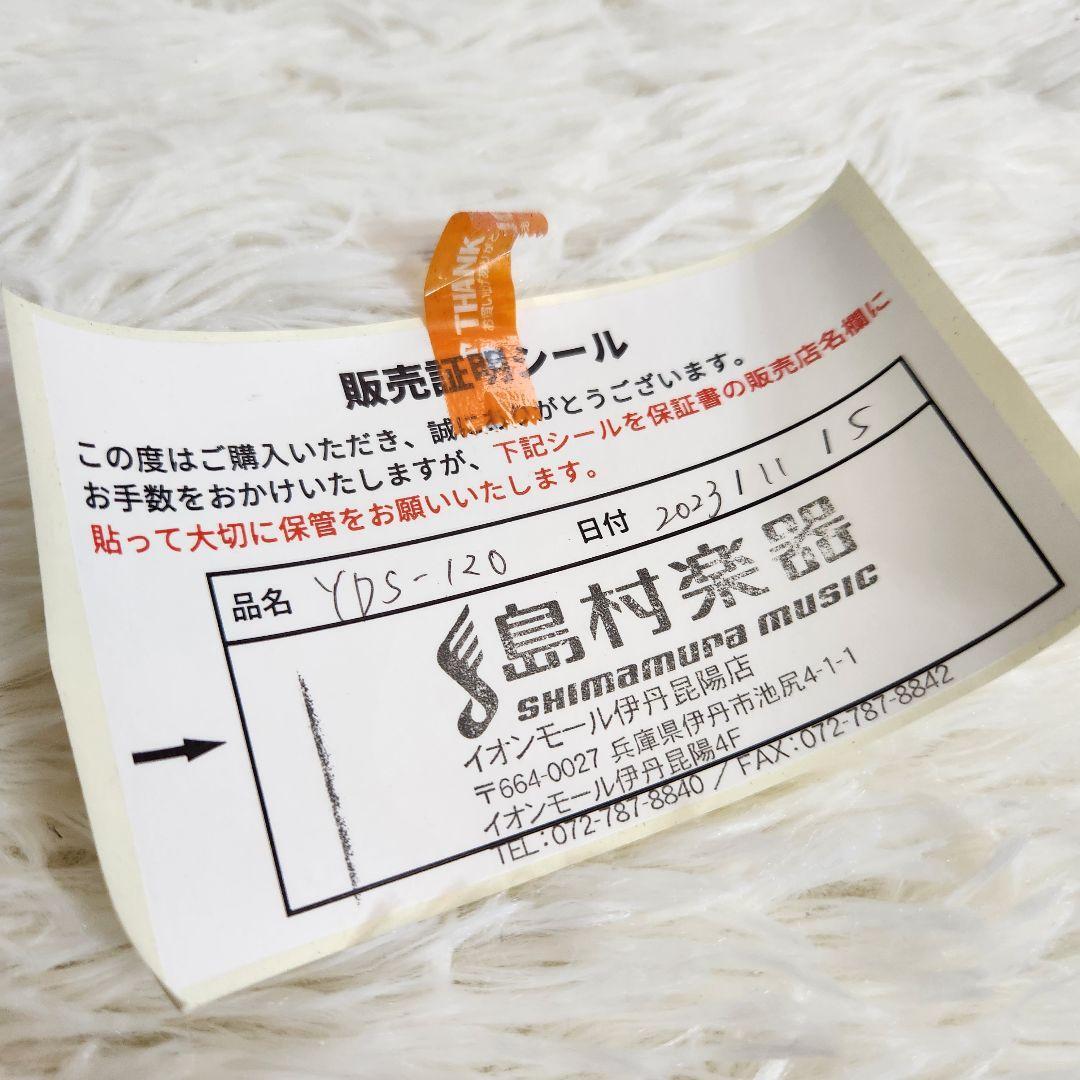 THANK
販売証明シール
この度はご購入いただき、誠にありがとうございます。
お手数をおかけいたしますが、下記シールを保証書の販売店名欄に
貼って大切に保管をお願いいたします。
品名 YDS-120 日付 2023/11/5
島村楽器
SHIMAMURA MUSIC
イオンモール伊丹昆陽店
〒664-0027 兵庫県伊丹市池尻4-1-1
イオンモール伊丹昆陽4F
TEL:072-787-8840 / FAX:072-787-8842